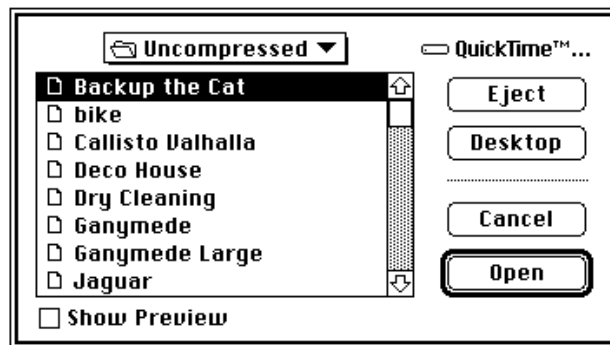 Uncompressed
QuickTime™...
Backup the Cat
bike
Callisto Valhalla
Deco House
Dry Cleaning
Ganymede
Ganymede Large
Jaguar
Eject
Desktop
Cancel
Open
Show Preview